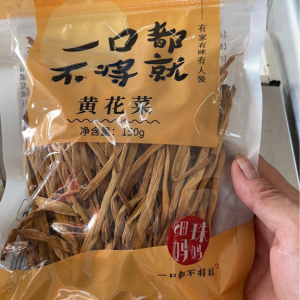 一口都
不将就
有家有味有人爱
黄花菜
净含量：150g
一口都不将就